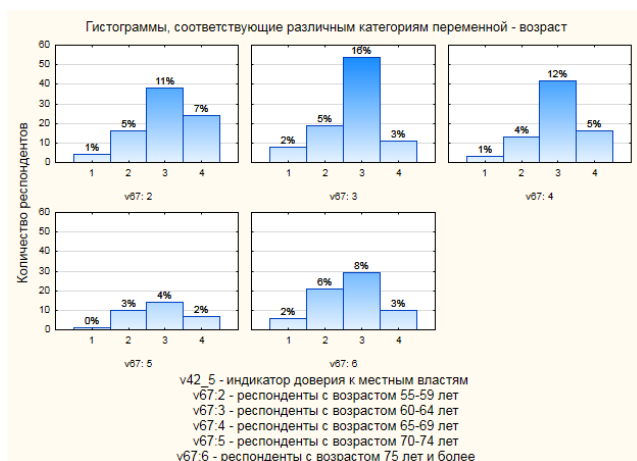 Гистограммы, соответствующие различным категориям переменной - возраст
Количество респондентов
60
50
40
30
20
10
0
1% 5% 11% 7%
1 2 3 4
v67: 2
2% 5% 16% 3%
1 2 3 4
v67: 3
1% 4% 12% 5%
1 2 3 4
v67: 4
60
50
40
30
20
10
0
0% 3% 4% 2%
1 2 3 4
v67: 5
2% 6% 8% 3%
1 2 3 4
v67: 6
v42_5 - индикатор доверия к местным властям
v67:2 - респонденты с возрастом 55-59 лет
v67:3 - респонденты с возрастом 60-64 лет
v67:4 - респонденты с возрастом 65-69 лет
v67:5 - респонденты с возрастом 70-74 лет
v67:6 - респонденты с возрастом 75 лет и более